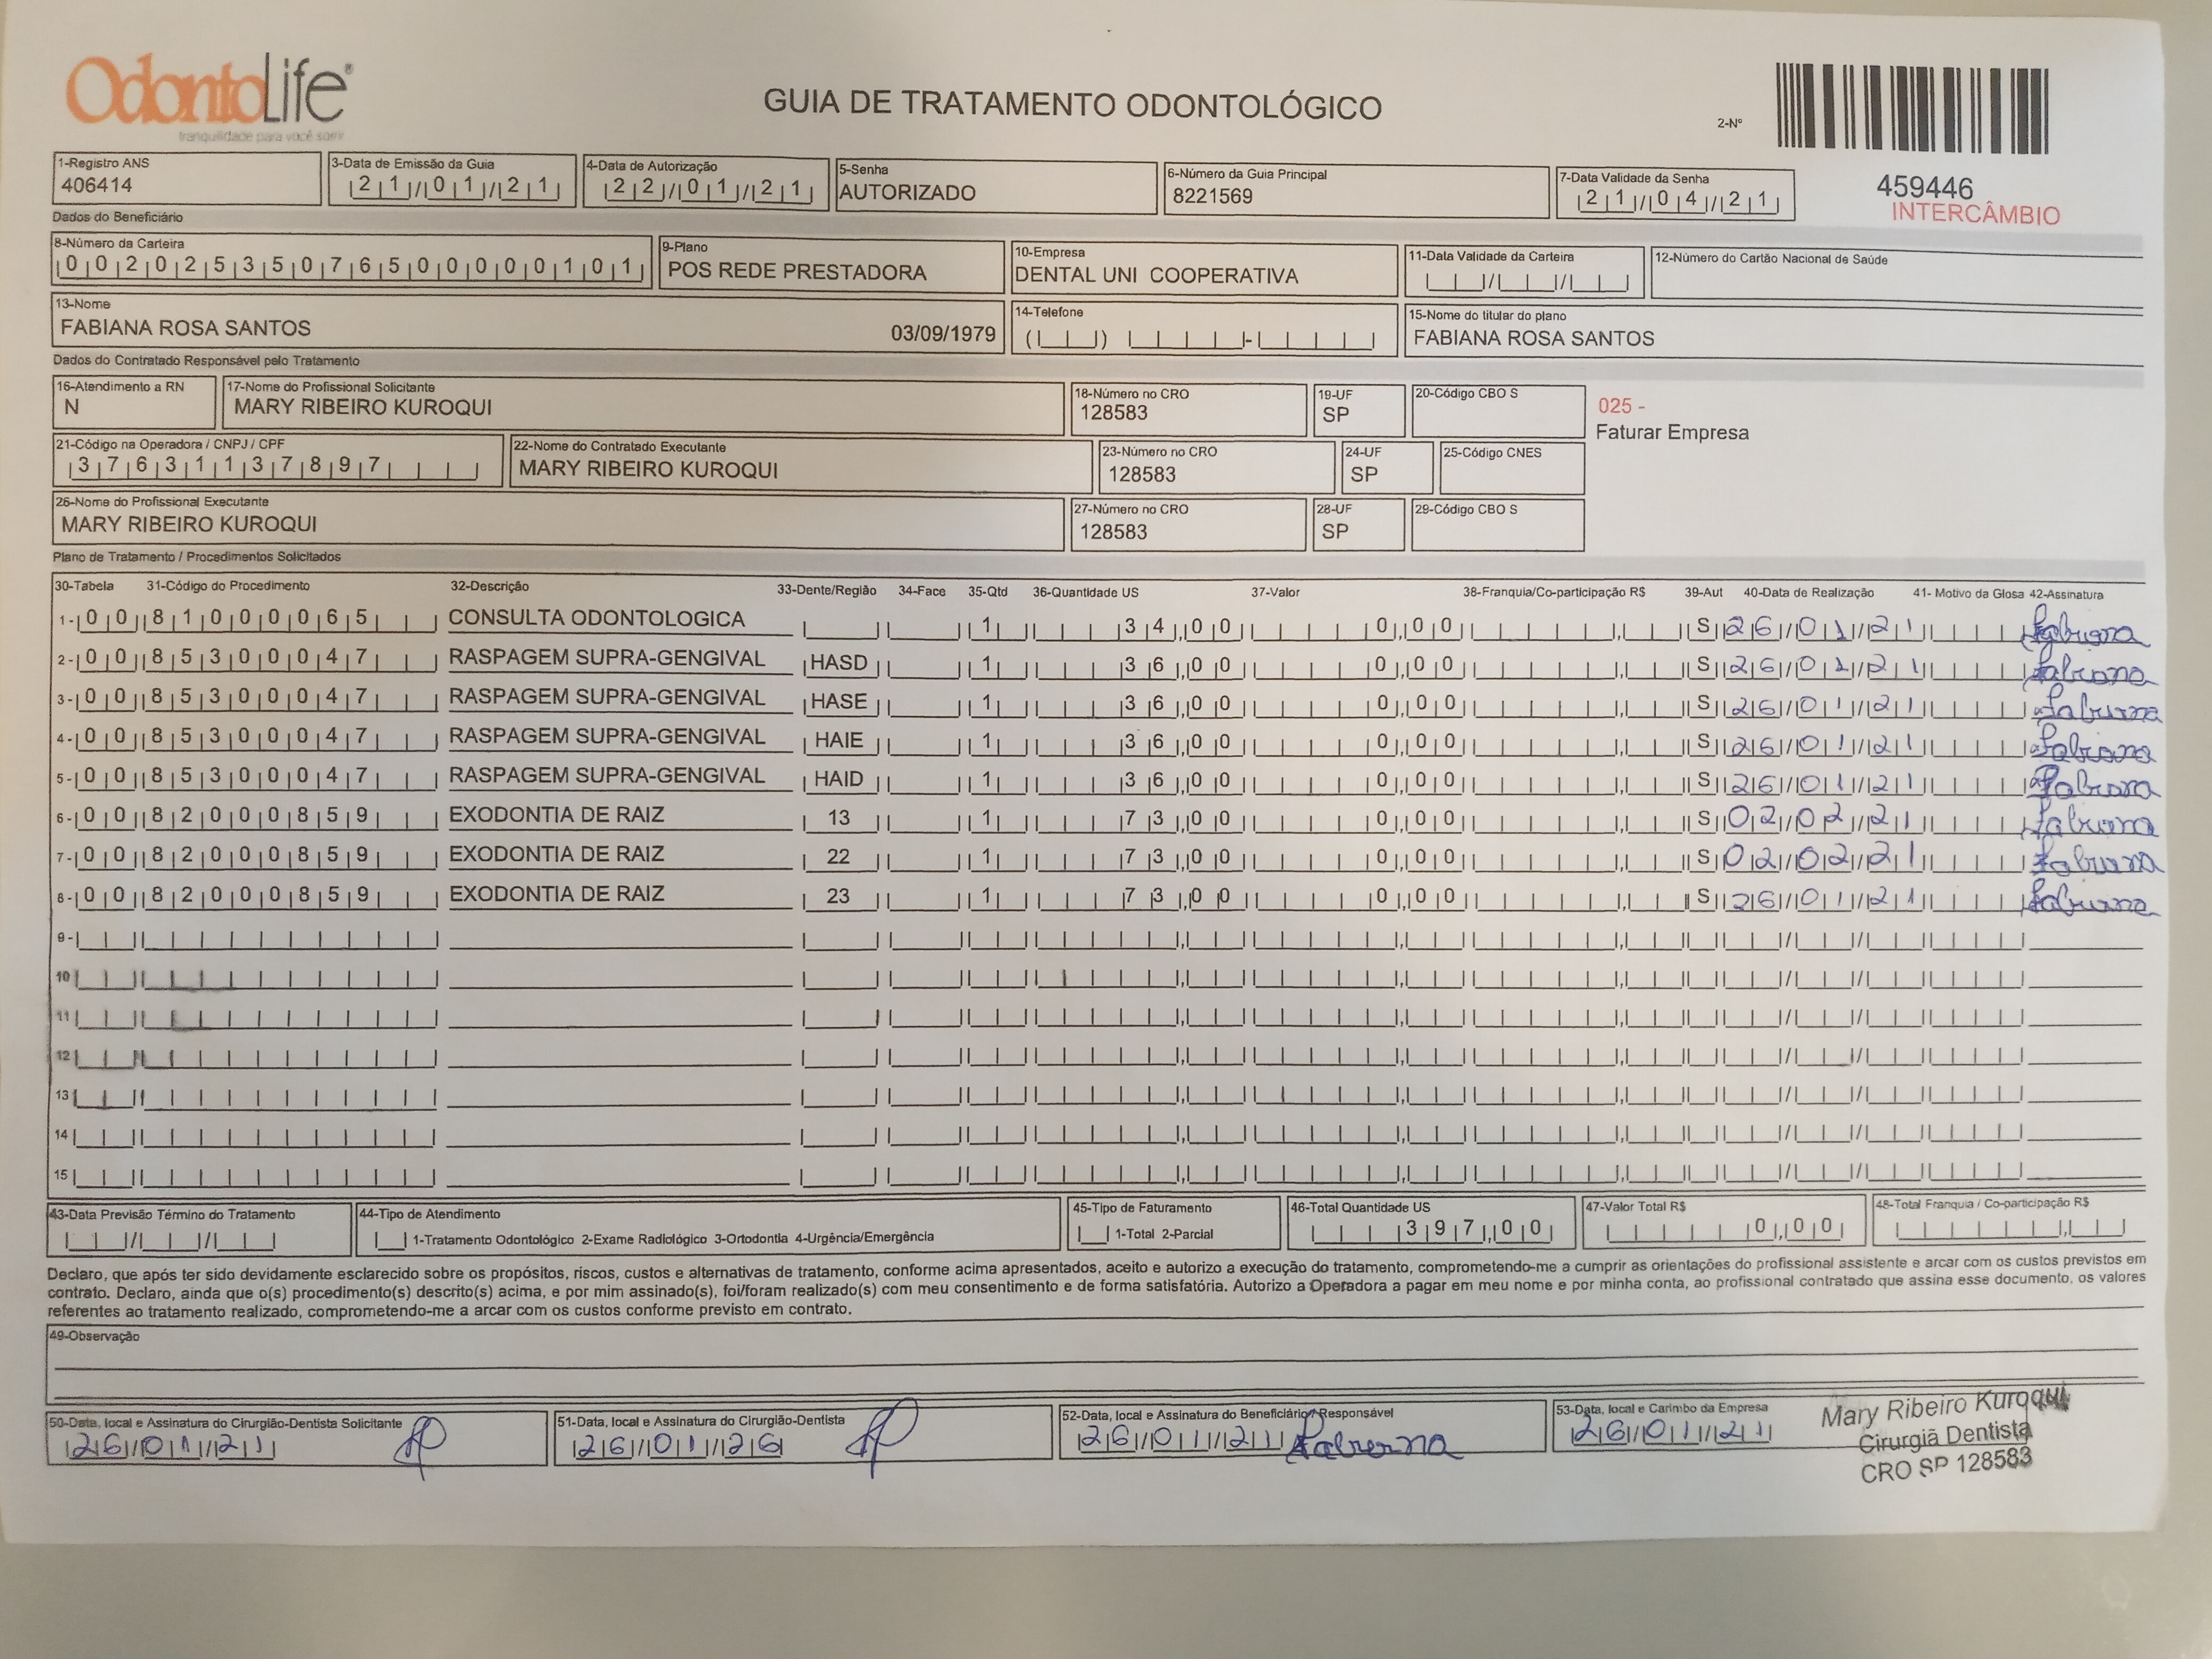 OdontoLife®
tranquilidade para você sorrir
GUIA DE TRATAMENTO ODONTOLÓGICO
2-Nº
459446
INTERCÂMBIO
1-Registro ANS
406414
3-Data de Emissão da Guia
21/01/21
4-Data de Autorização
22/01/21
5-Senha
AUTORIZADO
6-Número da Guia Principal
8221569
7-Data Validade da Senha
21/04/21
Dados do Beneficiário
8-Número da Carteira
00202535076500000101
9-Plano
POS REDE PRESTADORA
10-Empresa
DENTAL UNI COOPERATIVA
11-Data Validade da Carteira
12-Número do Cartão Nacional de Saúde
13-Nome
FABIANA ROSA SANTOS 03/09/1979
14-Telefone
15-Nome do titular do plano
FABIANA ROSA SANTOS
Dados do Contratado Responsável pelo Tratamento
16-Atendimento a RN
N
17-Nome do Profissional Solicitante
MARY RIBEIRO KUROQUI
18-Número no CRO
128583
19-UF
SP
20-Código CBO S
025 -
Faturar Empresa
21-Código na Operadora / CNPJ / CPF
37631137897
22-Nome do Contratado Executante
MARY RIBEIRO KUROQUI
23-Número no CRO
128583
24-UF
SP
25-Código CNES
26-Nome do Profissional Executante
MARY RIBEIRO KUROQUI
27-Número no CRO
128583
28-UF
SP
29-Código CBO S
Plano de Tratamento / Procedimentos Solicitados
30-Tabela 31-Código do Procedimento 32-Descrição 33-Dente/Região 34-Face 35-Qtd 36-Quantidade US 37-Valor 38-Franquia/Co-participação R$ 39-Aut 40-Data de Realização 41- Motivo da Glosa 42-Assinatura
1- 00 81000065 CONSULTA ODONTOLOGICA 1 34,00 0,00 S 26/01/21 Fabiana
2- 00 85300047 RASPAGEM SUPRA-GENGIVAL HASD 1 36,00 0,00 S 26/01/21 Fabiana
3- 00 85300047 RASPAGEM SUPRA-GENGIVAL HASE 1 36,00 0,00 S 26/01/21 Fabiana
4- 00 85300047 RASPAGEM SUPRA-GENGIVAL HAIE 1 36,00 0,00 S 26/01/21 Fabiana
5- 00 85300047 RASPAGEM SUPRA-GENGIVAL HAID 1 36,00 0,00 S 26/01/21 Fabiana
6- 00 82000859 EXODONTIA DE RAIZ 13 1 73,00 0,00 S 02/02/21 Fabiana
7- 00 82000859 EXODONTIA DE RAIZ 22 1 73,00 0,00 S 02/02/21 Fabiana
8- 00 82000859 EXODONTIA DE RAIZ 23 1 73,00 0,00 S 26/01/21 Fabiana
9-
10
11
12
13
14
15
43-Data Previsão Término do Tratamento
44-Tipo de Atendimento
1-Tratamento Odontológico 2-Exame Radiológico 3-Ortodontia 4-Urgência/Emergência
45-Tipo de Faturamento
1-Total 2-Parcial
46-Total Quantidade US
397,00
47-Valor Total R$
0,00
48-Total Franquia / Co-participação R$
Declaro, que após ter sido devidamente esclarecido sobre os propósitos, riscos, custos e alternativas de tratamento, conforme acima apresentados, aceito e autorizo a execução do tratamento, comprometendo-me a cumprir as orientações do profissional assistente e arcar com os custos previstos em
contrato. Declaro, ainda que o(s) procedimento(s) descrito(s) acima, e por mim assinado(s), foi/foram realizado(s) com meu consentimento e de forma satisfatória. Autorizo a Operadora a pagar em meu nome e por minha conta, ao profissional contratado que assina esse documento, os valores
referentes ao tratamento realizado, comprometendo-me a arcar com os custos conforme previsto em contrato.
49-Observação
50-Data, local e Assinatura do Cirurgião-Dentista Solicitante
26/01/21
51-Data, local e Assinatura do Cirurgião-Dentista
26/01/26
52-Data, local e Assinatura do Beneficiário/Responsável
26/01/21 Fabiana
53-Data, local e Carimbo da Empresa
26/01/21
Mary Ribeiro Kuroqui
Cirurgiã Dentista
CRO SP 128583